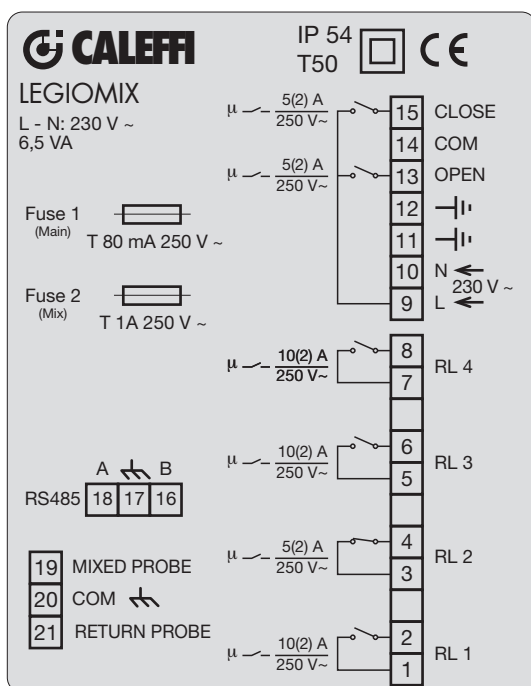 CALEFFI
IP 54
T50
CE
LEGIOMIX
L - N: 230 V ~
6,5 VA
µ 5(2) A
250 V~
15 CLOSE
14 COM
µ 5(2) A
250 V~
13 OPEN
12
11
10 N
230 V ~
9 L
Fuse 1
(Main)
T 80 mA 250 V ~
Fuse 2
(Mix)
T 1A 250 V ~
µ 10(2) A
250 V~
8
7
RL 4
µ 10(2) A
250 V~
6
5
RL 3
A B
RS485 18 17 16
µ 5(2) A
250 V~
4
3
RL 2
19 MIXED PROBE
20 COM
21 RETURN PROBE
µ 10(2) A
250 V~
2
1
RL 1